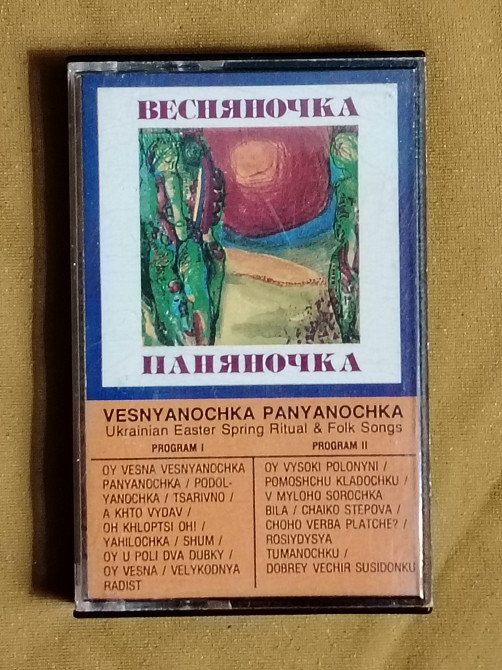 ВЕСНЯНОЧКА
ПАНЯНОЧКА
VESNYANOCHKA PANYANOCHKA
Ukrainian Easter Spring Ritual & Folk Songs
PROGRAM I
OY VESNA VESNYANOCHKA
PANYANOCHKA / PODOL-
YANOCHKA / TSARIVNO /
A KHTO VYDAV /
OH KHLOPTSI OH! /
YAHILOCHKA / SHUM /
OY U POLI DVA DUBKY /
OY VESNA / VELYKODNYA
RADIST
PROGRAM II
OY VYSOKI POLONYNI /
POMOSHCHU KLADOCHKU /
V MYLOHO SOROCHKA
BILA / CHAIKO STEPOVA /
CHOHO VERBA PLATCHE? /
ROSIYDYSYA
TUMANOCHKU /
DOBREY VECHIR SUSIDONKU